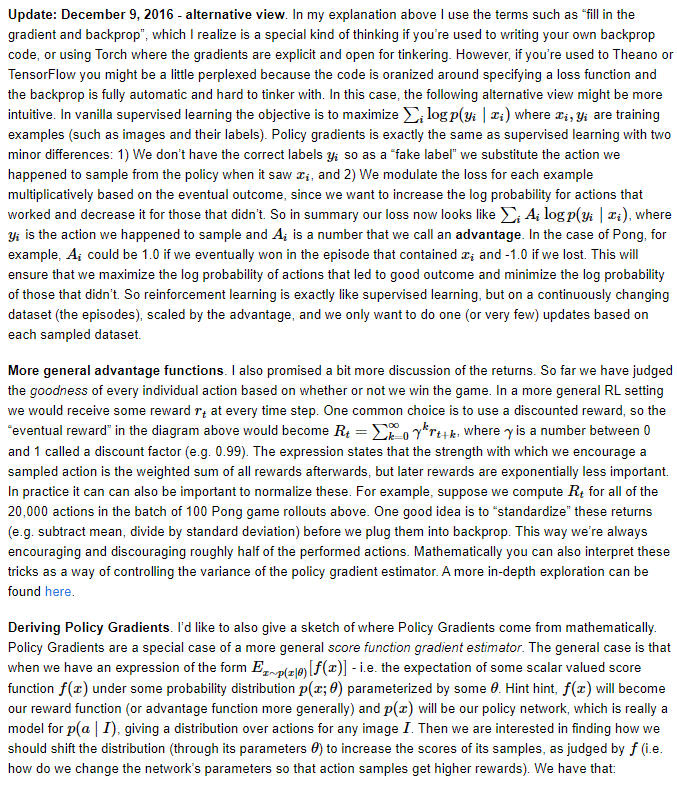 Update: December 9, 2016 - alternative view. In my explanation above I use the terms such as “fill in the
gradient and backprop”, which I realize is a special kind of thinking if you’re used to writing your own backprop
code, or using Torch where the gradients are explicit and open for tinkering. However, if you’re used to Theano or
TensorFlow you might be a little perplexed because the code is oranized around specifying a loss function and
the backprop is fully automatic and hard to tinker with. In this case, the following alternative view might be more
intuitive. In vanilla supervised learning the objective is to maximize ∑ᵢ log p(yᵢ ∣ xᵢ) where xᵢ, yᵢ are training
examples (such as images and their labels). Policy gradients is exactly the same as supervised learning with two
minor differences: 1) We don’t have the correct labels yᵢ so as a “fake label” we substitute the action we
happened to sample from the policy when it saw xᵢ, and 2) We modulate the loss for each example
multiplicatively based on the eventual outcome, since we want to increase the log probability for actions that
worked and decrease it for those that didn’t. So in summary our loss now looks like ∑ᵢ Aᵢ log p(yᵢ ∣ xᵢ), where
yᵢ is the action we happened to sample and Aᵢ is a number that we call an advantage. In the case of Pong, for
example, Aᵢ could be 1.0 if we eventually won in the episode that contained xᵢ and -1.0 if we lost. This will
ensure that we maximize the log probability of actions that led to good outcome and minimize the log probability
of those that didn’t. So reinforcement learning is exactly like supervised learning, but on a continuously changing
dataset (the episodes), scaled by the advantage, and we only want to do one (or very few) updates based on
each sampled dataset.
More general advantage functions. I also promised a bit more discussion of the returns. So far we have judged
the goodness of every individual action based on whether or not we win the game. In a more general RL setting
we would receive some reward rₜ at every time step. One common choice is to use a discounted reward, so the
“eventual reward” in the diagram above would become Rₜ = ∑_{k=0}^{∞} γᵏrₜ₊ₖ, where γ is a number between 0
and 1 called a discount factor (e.g. 0.99). The expression states that the strength with which we encourage a
sampled action is the weighted sum of all rewards afterwards, but later rewards are exponentially less important.
In practice it can can also be important to normalize these. For example, suppose we compute Rₜ for all of the
20,000 actions in the batch of 100 Pong game rollouts above. One good idea is to “standardize” these returns
(e.g. subtract mean, divide by standard deviation) before we plug them into backprop. This way we’re always
encouraging and discouraging roughly half of the performed actions. Mathematically you can also interpret these
tricks as a way of controlling the variance of the policy gradient estimator. A more in-depth exploration can be
found here.
Deriving Policy Gradients. I’d like to also give a sketch of where Policy Gradients come from mathematically.
Policy Gradients are a special case of a more general score function gradient estimator. The general case is that
when we have an expression of the form E_{x∼p(x∣θ)}[f(x)] - i.e. the expectation of some scalar valued score
function f(x) under some probability distribution p(x; θ) parameterized by some θ. Hint hint, f(x) will become
our reward function (or advantage function more generally) and p(x) will be our policy network, which is really a
model for p(a ∣ I), giving a distribution over actions for any image I. Then we are interested in finding how we
should shift the distribution (through its parameters θ) to increase the scores of its samples, as judged by f (i.e.
how do we change the network’s parameters so that action samples get higher rewards). We have that: